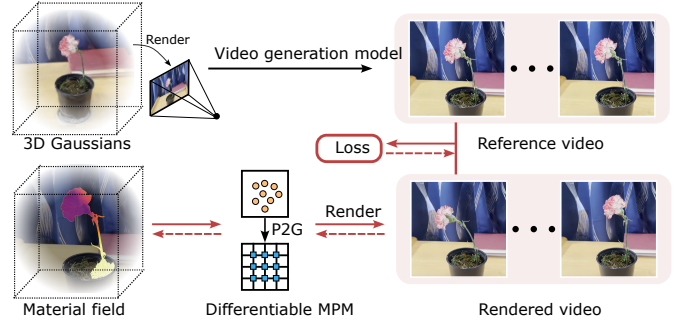 Render
Video generation model
3D Gaussians
Loss
Reference video
P2G
Render
Material field
Differentiable MPM
Rendered video